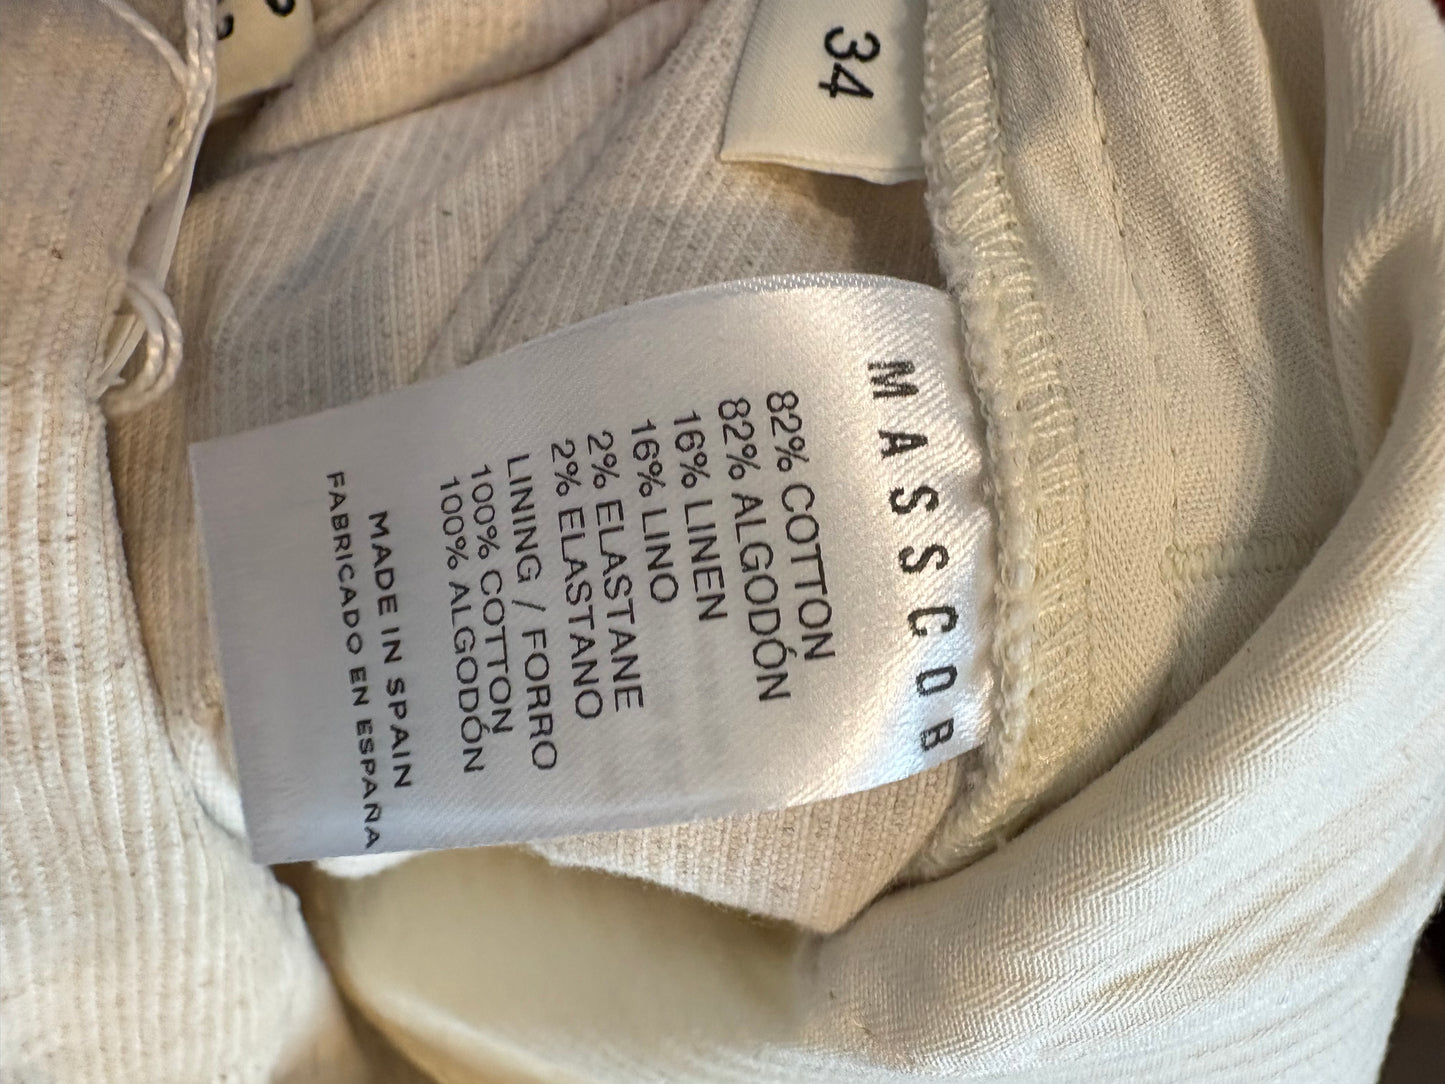 34
MASSCOB
82% COTTON
82% ALGODÓN
16% LINEN
16% LINO
2% ELASTANE
2% ELASTANO
LINING / FORRO
100% COTTON
100% ALGODÓN
MADE IN SPAIN
FABRICADO EN ESPAÑA